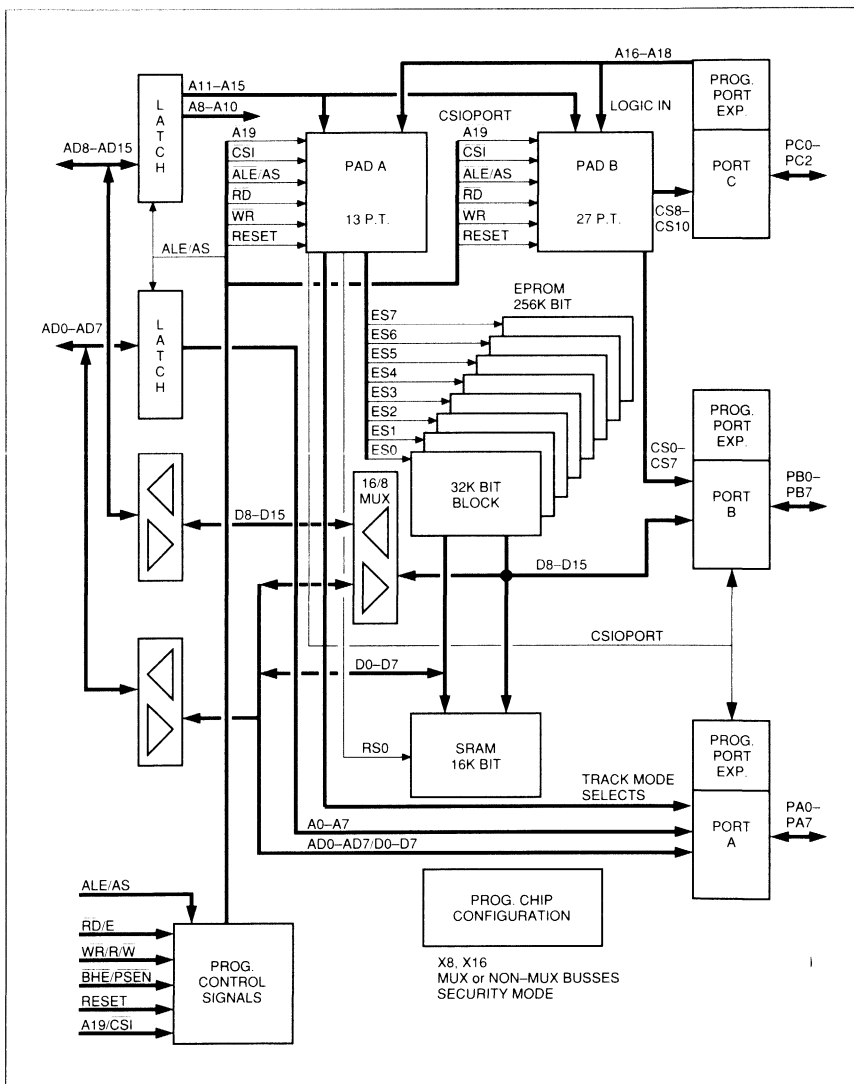 A16–A18
PROG.
PORT
EXP.
L
A
T
C
H
A11–A15
A8–A10
CSIOPORT
LOGIC IN
AD8–AD15
A19
CSI
ALE/AS
RD
WR
RESET
PAD A
13 P.T.
A19
CSI
ALE/AS
RD
WR
RESET
PAD B
27 P.T.
PORT
C
PC0–
PC2
CS8–
CS10
ALE/AS
EPROM
256K BIT
AD0–AD7
L
A
T
C
H
ES7
ES6
ES5
ES4
ES3
ES2
ES1
ES0
PROG.
PORT
EXP.
CS0–
CS7
PORT
B
PB0–
PB7
16/8
MUX
32K BIT
BLOCK
D8–D15
D8–D15
CSIOPORT
D0–D7
RS0
SRAM
16K BIT
PROG.
PORT
EXP.
TRACK MODE
SELECTS
PORT
A
PA0–
PA7
A0–A7
AD0–AD7/D0–D7
ALE/AS
RD/E
WR/R/W
BHE/PSEN
RESET
A19/CSI
PROG.
CONTROL
SIGNALS
PROG. CHIP
CONFIGURATION
X8, X16
MUX or NON–MUX BUSSES
SECURITY MODE